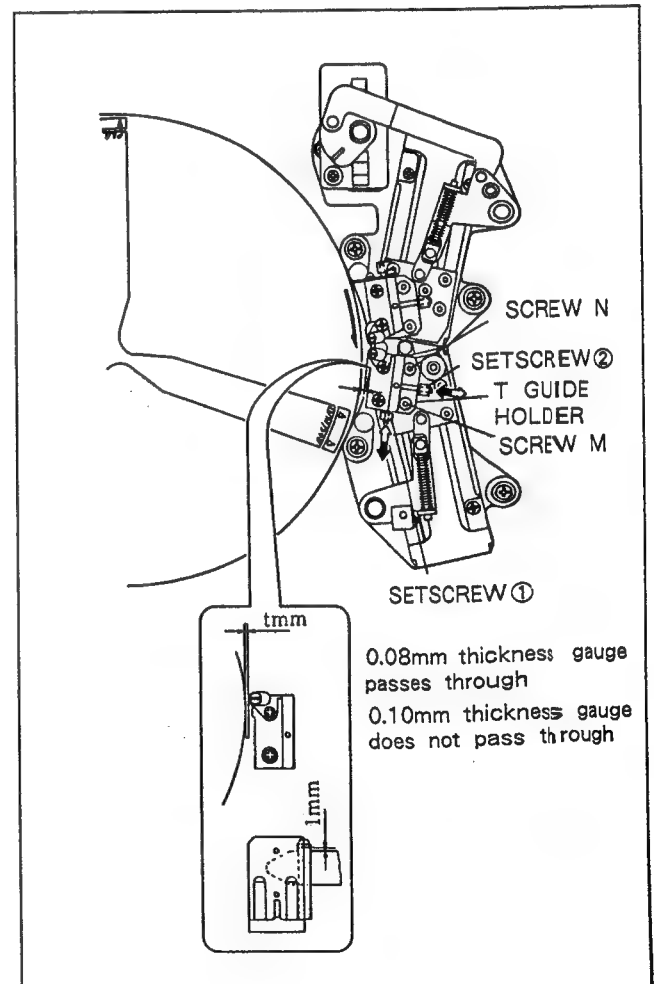 SCREW N
SETSCREW②
T GUIDE
HOLDER
SCREW M
SETSCREW①
tmm
0.08mm thickness gauge
passes through
0.10mm thickness gauge
does not pass through
1mm